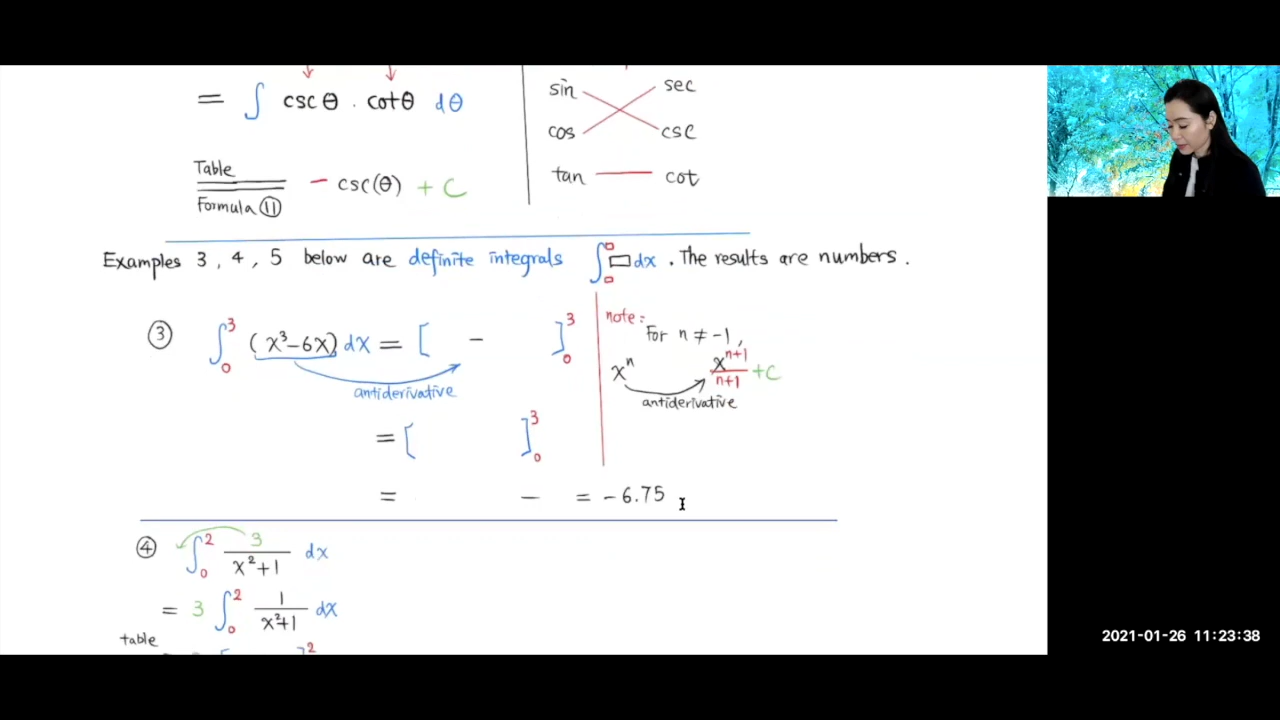 = ∫ csc θ · cot θ dθ
sin sec
cos csc
tan cot
Table
Formula ⑪
− csc(θ) + C
Examples 3, 4, 5 below are definite integrals ∫□□ □ dx. The results are numbers.
③ ∫₀³ (x³−6x) dx = [ − ]₀³
antiderivative
= [ ]₀³
= − = −6.75
note:
For n ≠ −1,
xⁿ xⁿ⁺¹/n+1 + C
antiderivative
④ ∫₀² 3/x²+1 dx
= 3 ∫₀² 1/x²+1 dx
table
2021-01-26 11:23:38